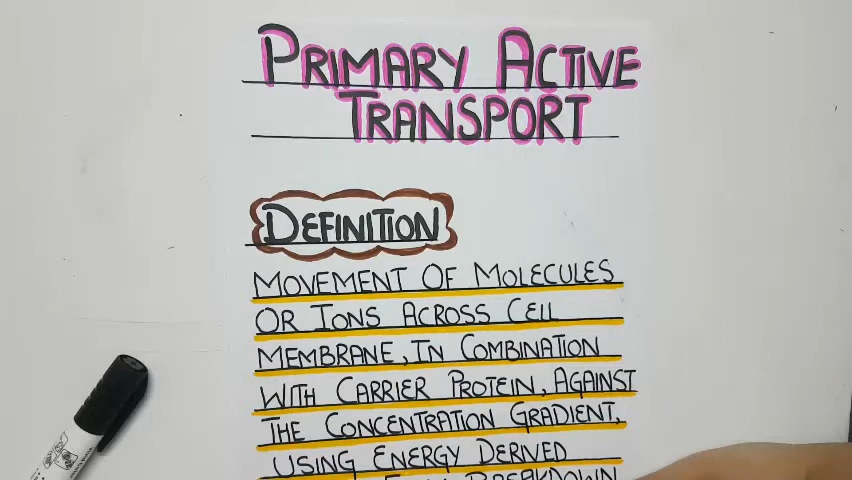 PRIMARY ACTIVE
TRANSPORT
DEFINITION
MOVEMENT OF MOLECULES
OR IONS ACROSS CELL
MEMBRANE, IN COMBINATION
WITH CARRIER PROTEIN, AGAINST
THE CONCENTRATION GRADIENT,
USING ENERGY DERIVED
BREAKDOWN